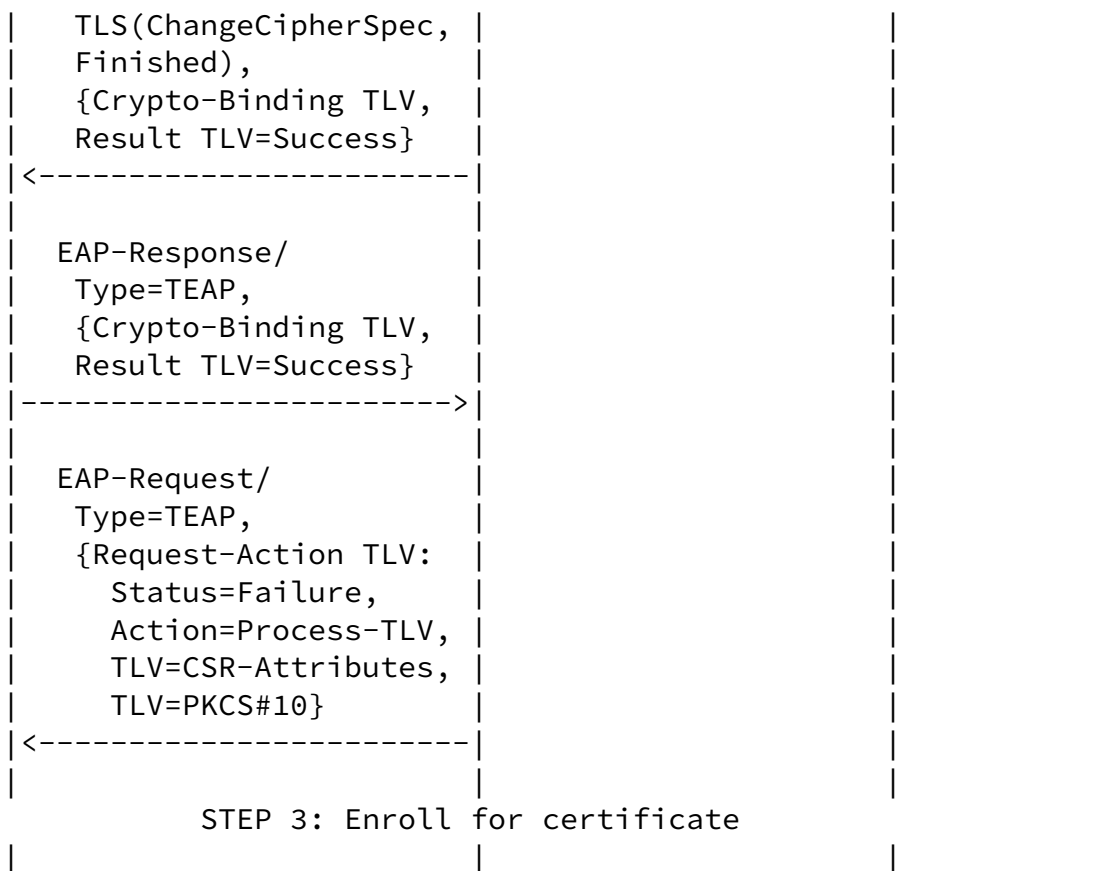 |   TLS(ChangeCipherSpec, |                      |
|   Finished),            |                      |
|   {Crypto-Binding TLV,  |                      |
|   Result TLV=Success}   |                      |
|<------------------------|                      |
|                         |                      |
|  EAP-Response/          |                      |
|   Type=TEAP,            |                      |
|   {Crypto-Binding TLV,  |                      |
|   Result TLV=Success}   |                      |
|------------------------>|                      |
|                         |                      |
|  EAP-Request/           |                      |
|   Type=TEAP,            |                      |
|   {Request-Action TLV:  |                      |
|     Status=Failure,     |                      |
|     Action=Process-TLV, |                      |
|     TLV=CSR-Attributes, |                      |
|     TLV=PKCS#10}        |                      |
|<------------------------|                      |
|                         |                      |
          STEP 3: Enroll for certificate
|                         |                      |